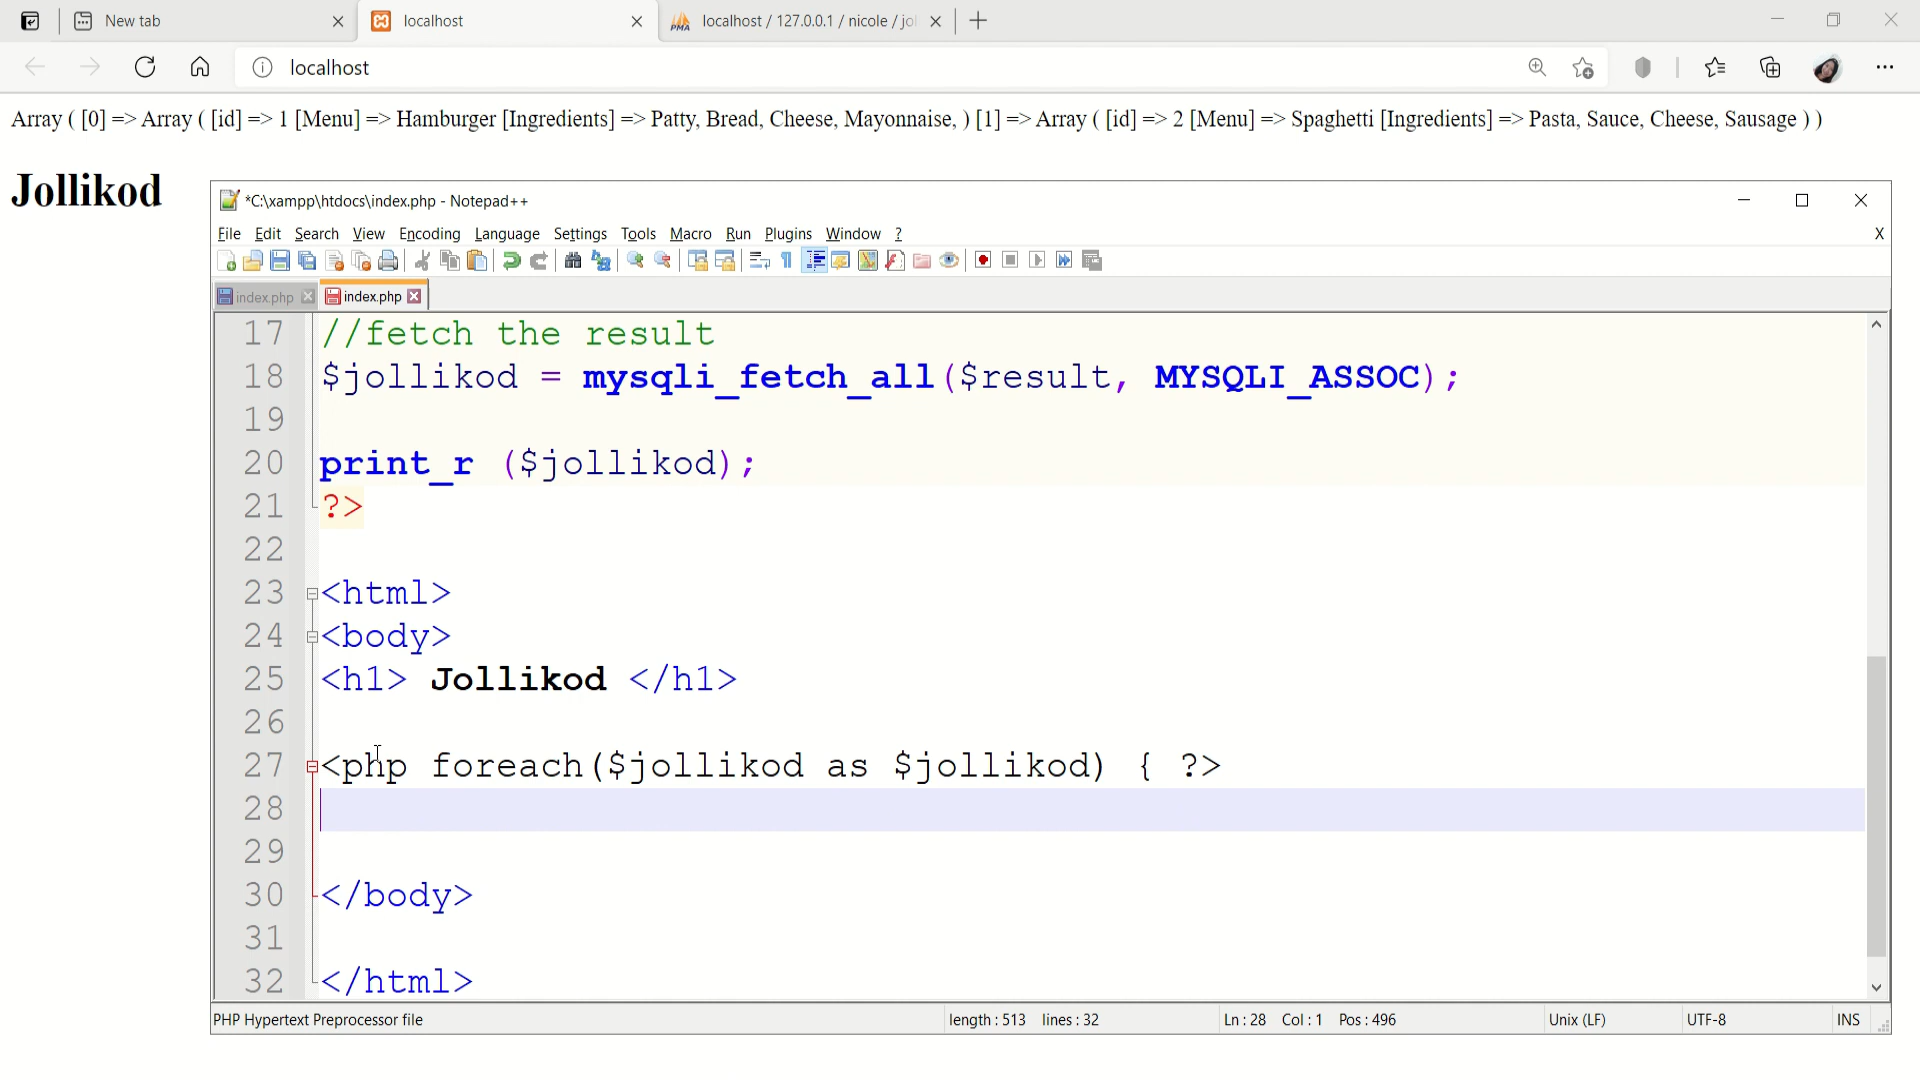 New tab
localhost
localhost / 127.0.0.1 / nicole / jol
localhost
Array ( [0] => Array ( [id] => 1 [Menu] => Hamburger [Ingredients] => Patty, Bread, Cheese, Mayonnaise, ) [1] => Array ( [id] => 2 [Menu] => Spaghetti [Ingredients] => Pasta, Sauce, Cheese, Sausage ) )
Jollikod
*C:\xampp\htdocs\index.php - Notepad++
File Edit Search View Encoding Language Settings Tools Macro Run Plugins Window ? X
index.php index.php
17 //fetch the result
18 $jollikod = mysqli_fetch_all($result, MYSQLI_ASSOC);
19
20 print_r ($jollikod);
21 ?>
22
23 <html>
24 <body>
25 <h1> Jollikod </h1>
26
27 <php foreach($jollikod as $jollikod) { ?>
28
29
30 </body>
31
32 </html>
PHP Hypertext Preprocessor file length : 513 lines : 32 Ln : 28 Col : 1 Pos : 496 Unix (LF) UTF-8 INS